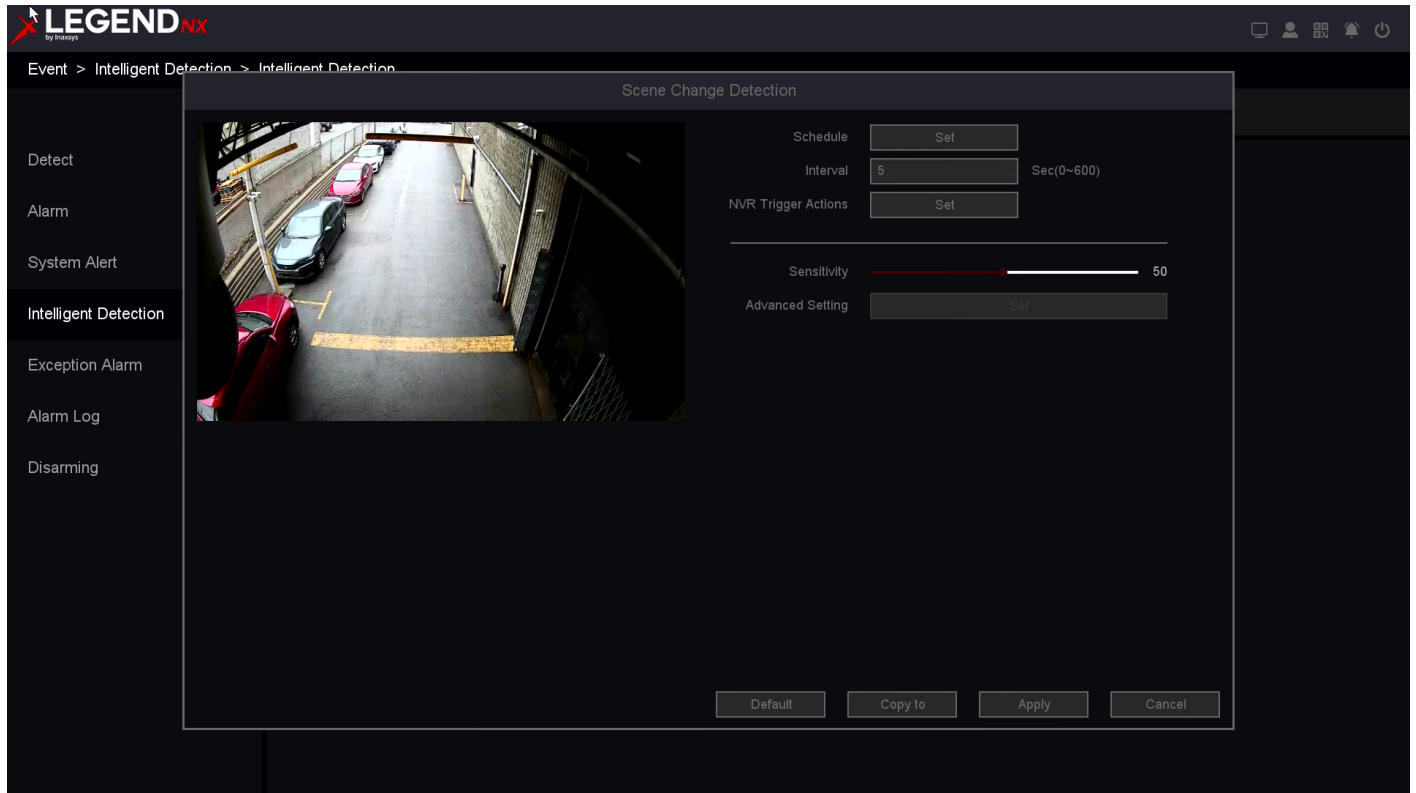 LEGEND NX
by Inaxsys
Event > Intelligent Detection > Intelligent Detection
Scene Change Detection
Detect
Alarm
System Alert
Intelligent Detection
Exception Alarm
Alarm Log
Disarming
Schedule Set
Interval 5 Sec(0~600)
NVR Trigger Actions Set
Sensitivity 50
Advanced Setting Set
Default Copy to Apply Cancel